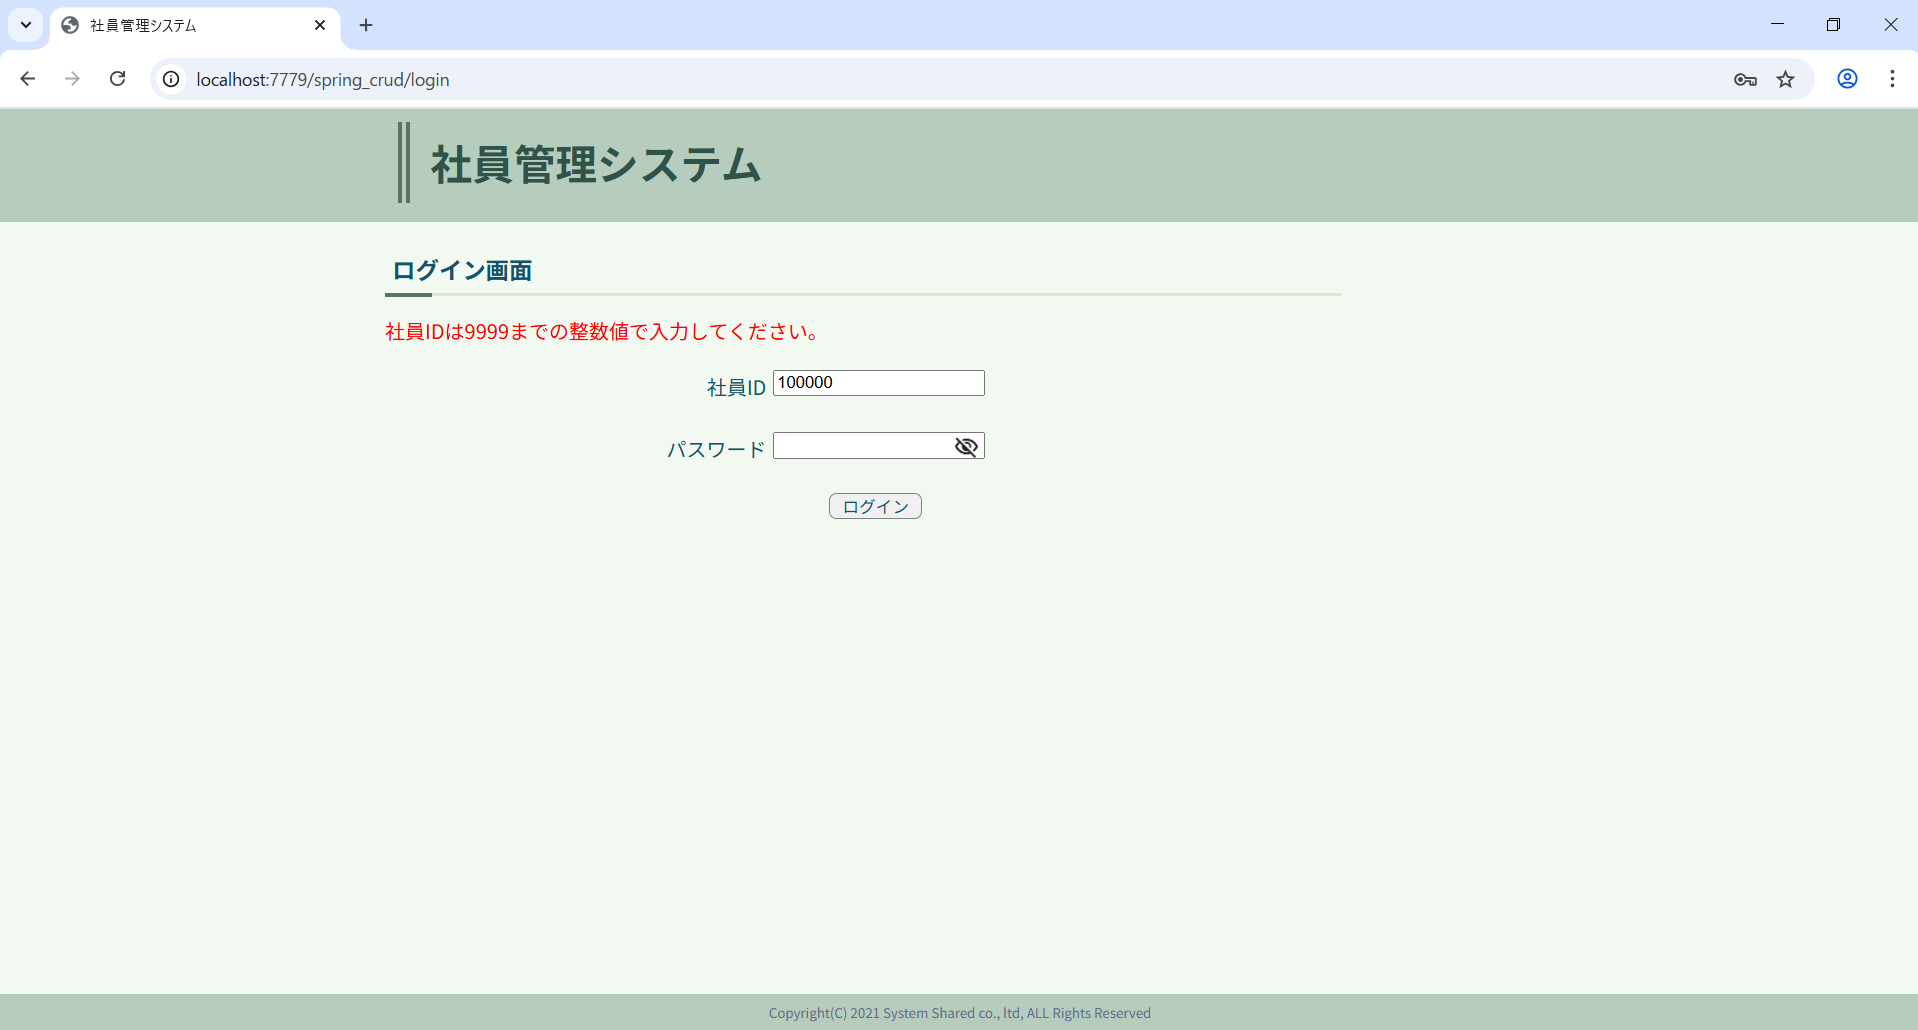 社員管理システム
localhost:7779/spring_crud/login
社員管理システム
ログイン画面
社員IDは9999までの整数値で入力してください。
社員ID 100000
パスワード
ログイン
Copyright(C) 2021 System Shared co., ltd, ALL Rights Reserved